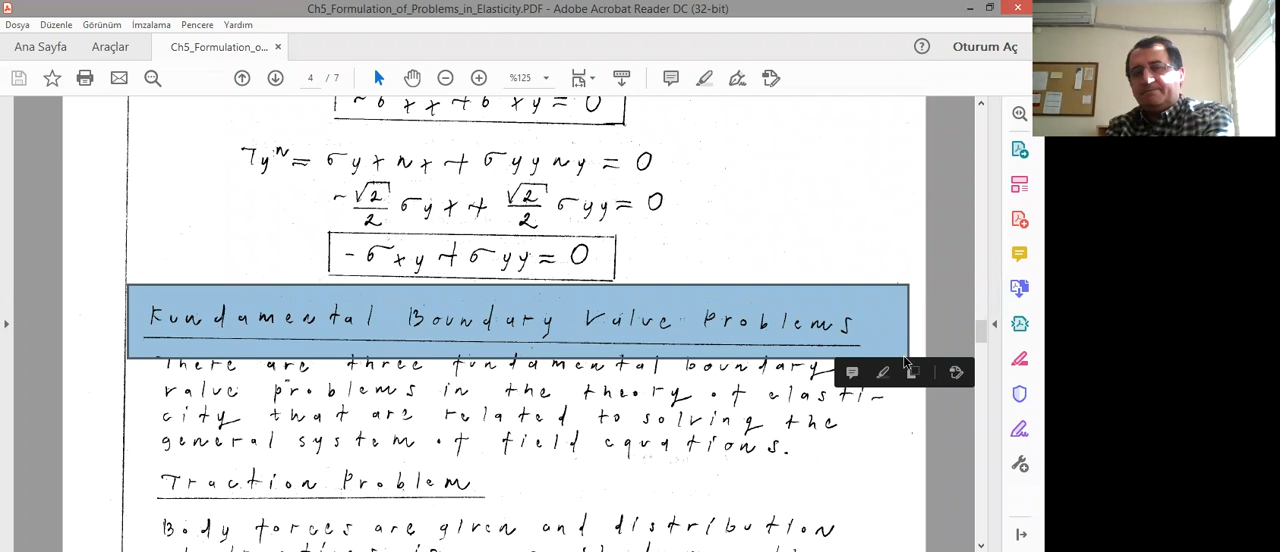 Ch5_Formulation_of_Problems_in_Elasticity.PDF - Adobe Acrobat Reader DC (32-bit)
Dosya Düzenle Görünüm İmzalama Pencere Yardım
Ana Sayfa Araçlar Ch5_Formulation_o... × Oturum Aç
4 / 7 %125
- σxx + σxy = 0
Ty^n = σyx nx + σyy ny = 0
- √2/2 σyx + √2/2 σyy = 0
- σxy + σyy = 0
Fundamental Boundary Value Problems
There are three fundamental boundary
value problems in the theory of elasti-
city that are related to solving the
general system of field equations.
Traction Problem
Body forces are given and distribution